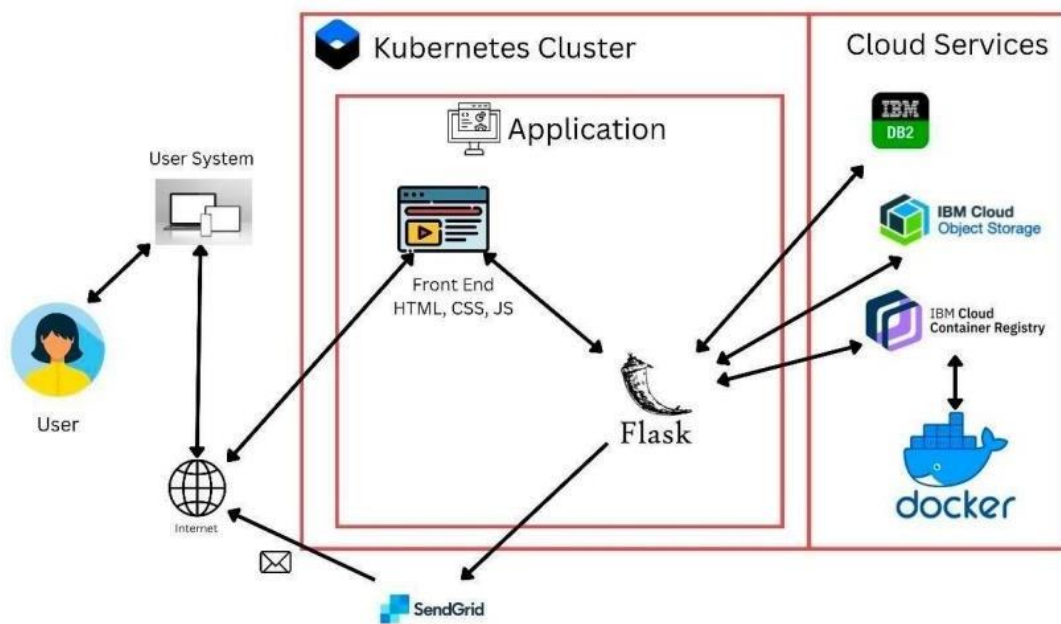 Kubernetes Cluster
Cloud Services
Application
IBM
DB2
User System
IBM Cloud
Object Storage
Front End
HTML, CSS, JS
IBM Cloud
Container Registry
User
Flask
docker
Internet
SendGrid